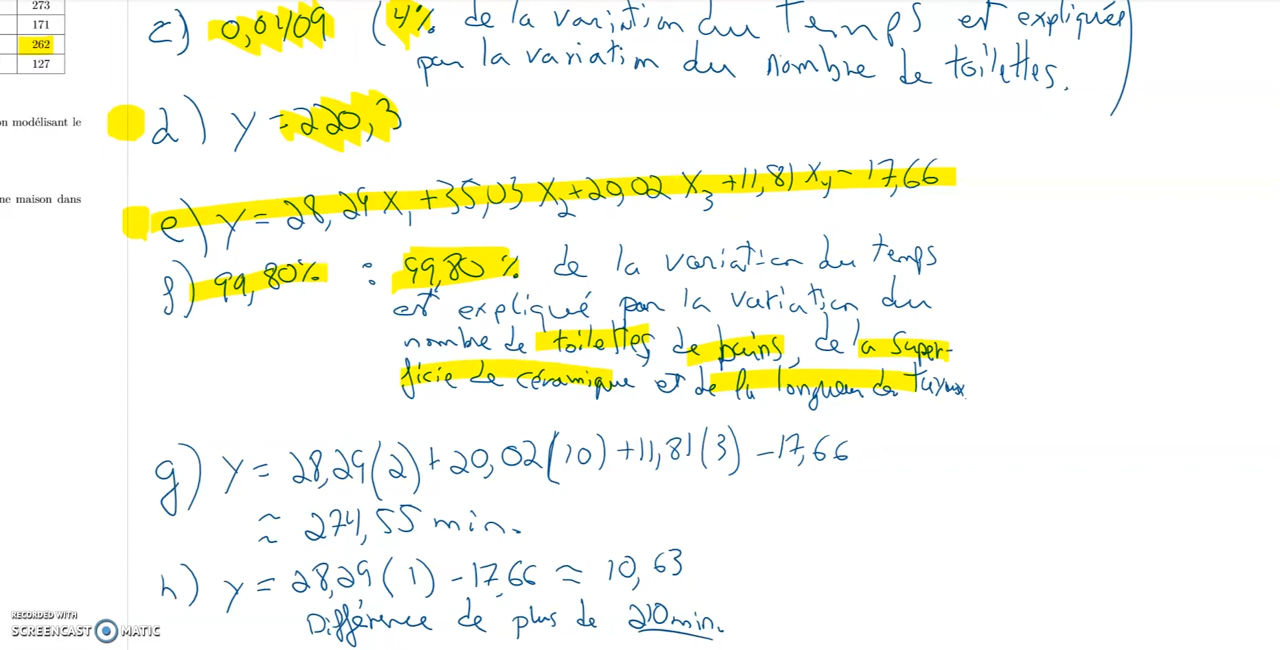 273
171
262
127
on modélisant le
ne maison dans
c) 0,0409 (4% de la variation du temps est expliquée
par la variation du nombre de toilettes.)
d) y = 220,3
e) y = 28,29 x₁ + 35,03 x₂ + 20,02 x₃ + 11,81 x₄ - 17,66
f) 99,80% : 99,80 % de la variation du temps
est expliqué par la variation du
nombre de toilettes, de bains, de la super-
ficie de céramique et de la longueur de tuyaux.
g) y = 28,29(2) + 20,02(10) + 11,81(3) - 17,66
≈ 274,55 min.
h) y = 28,29(1) - 17,66 ≈ 10,63
Différence de plus de 210 min.
RECORDED WITH
SCREENCAST MATIC